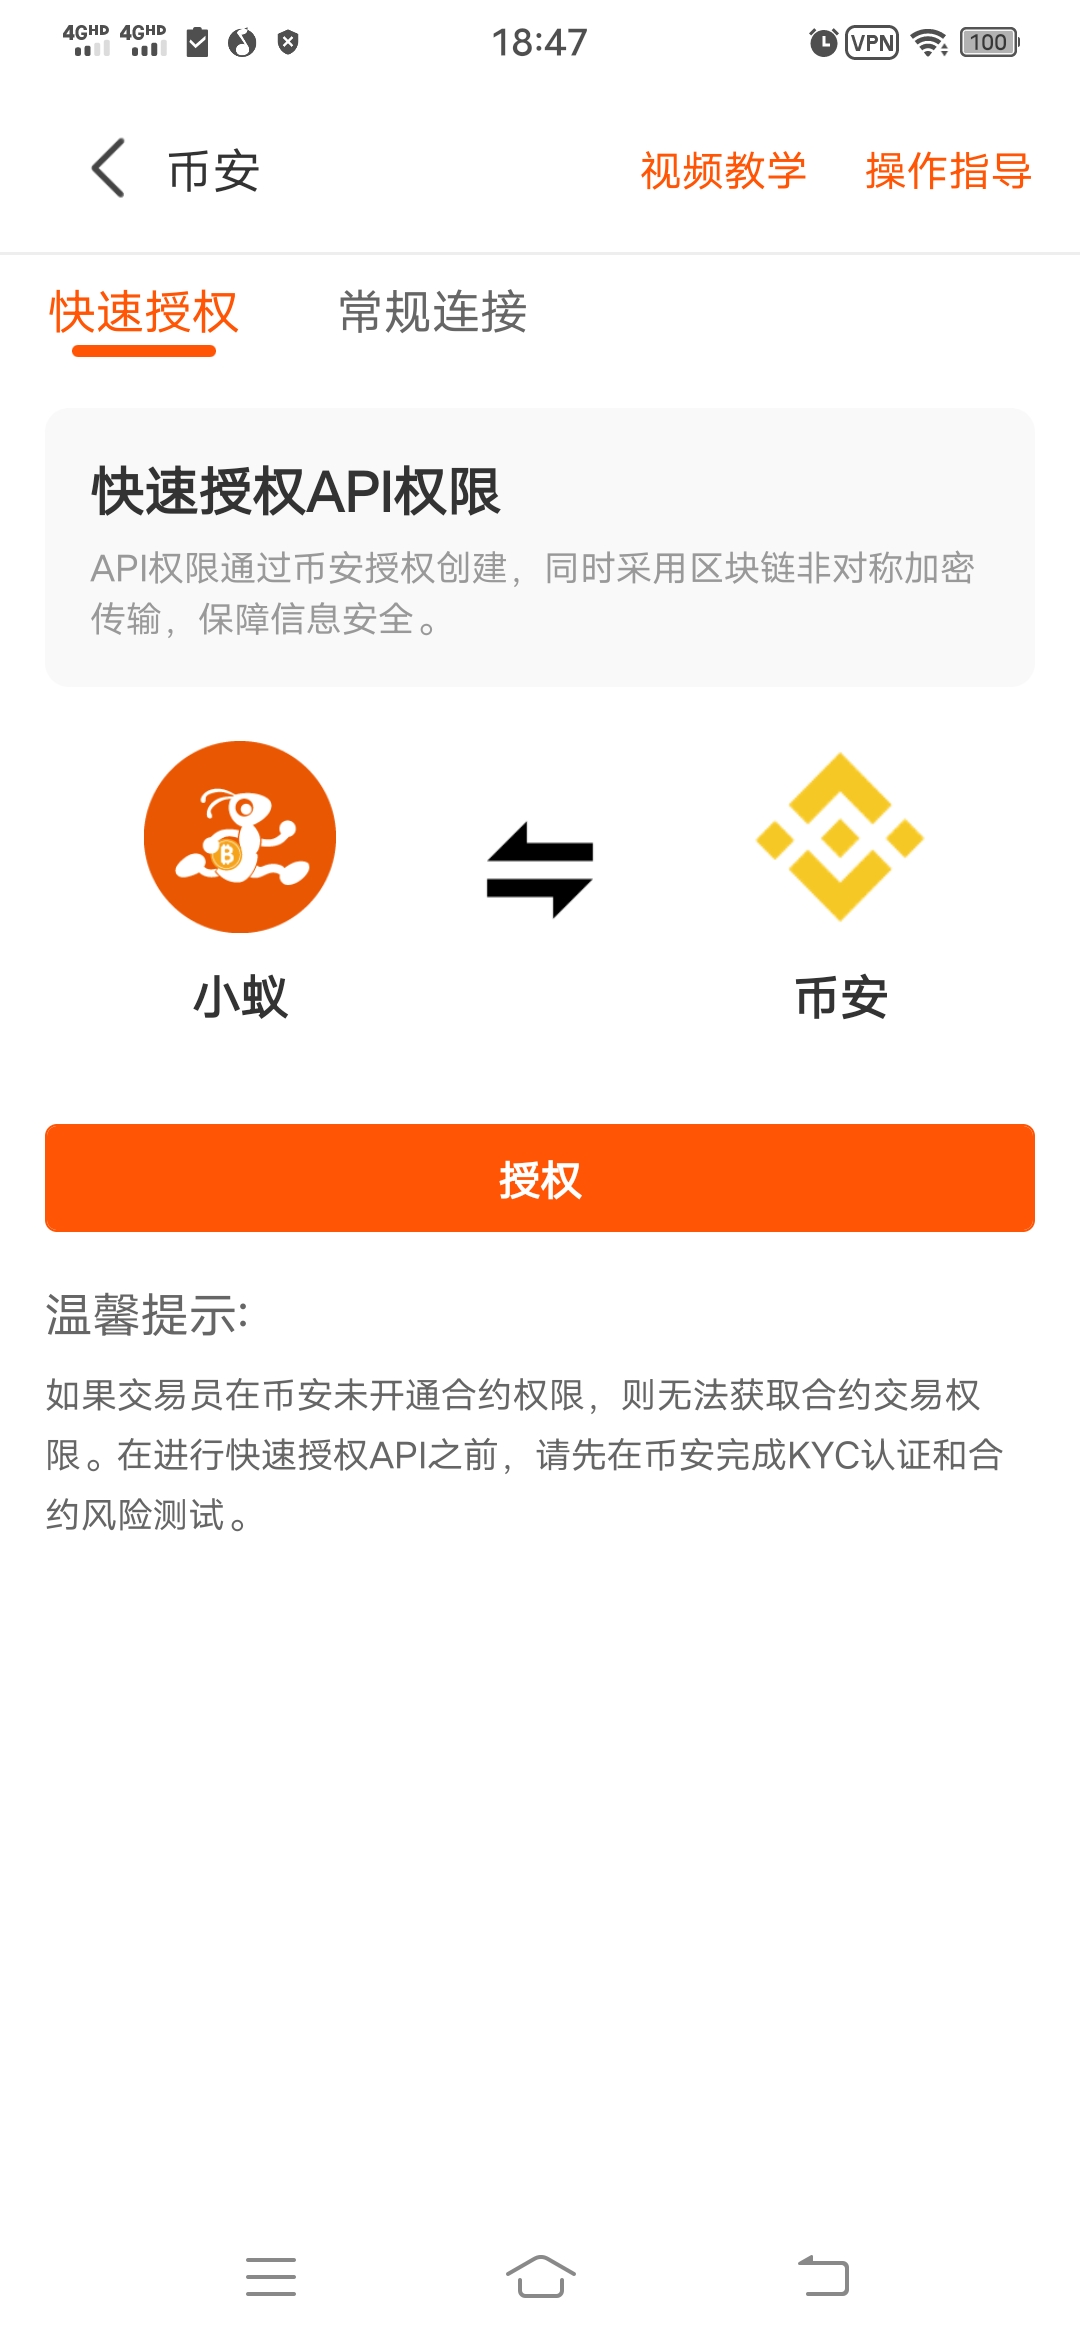 4GHD 4GHD 18:47 VPN 100
币安 视频教学 操作指导
快速授权 常规连接
快速授权API权限
API权限通过币安授权创建，同时采用区块链非对称加密
传输，保障信息安全。
小蚁 币安
授权
温馨提示:
如果交易员在币安未开通合约权限，则无法获取合约交易权
限。在进行快速授权API之前，请先在币安完成KYC认证和合
约风险测试。